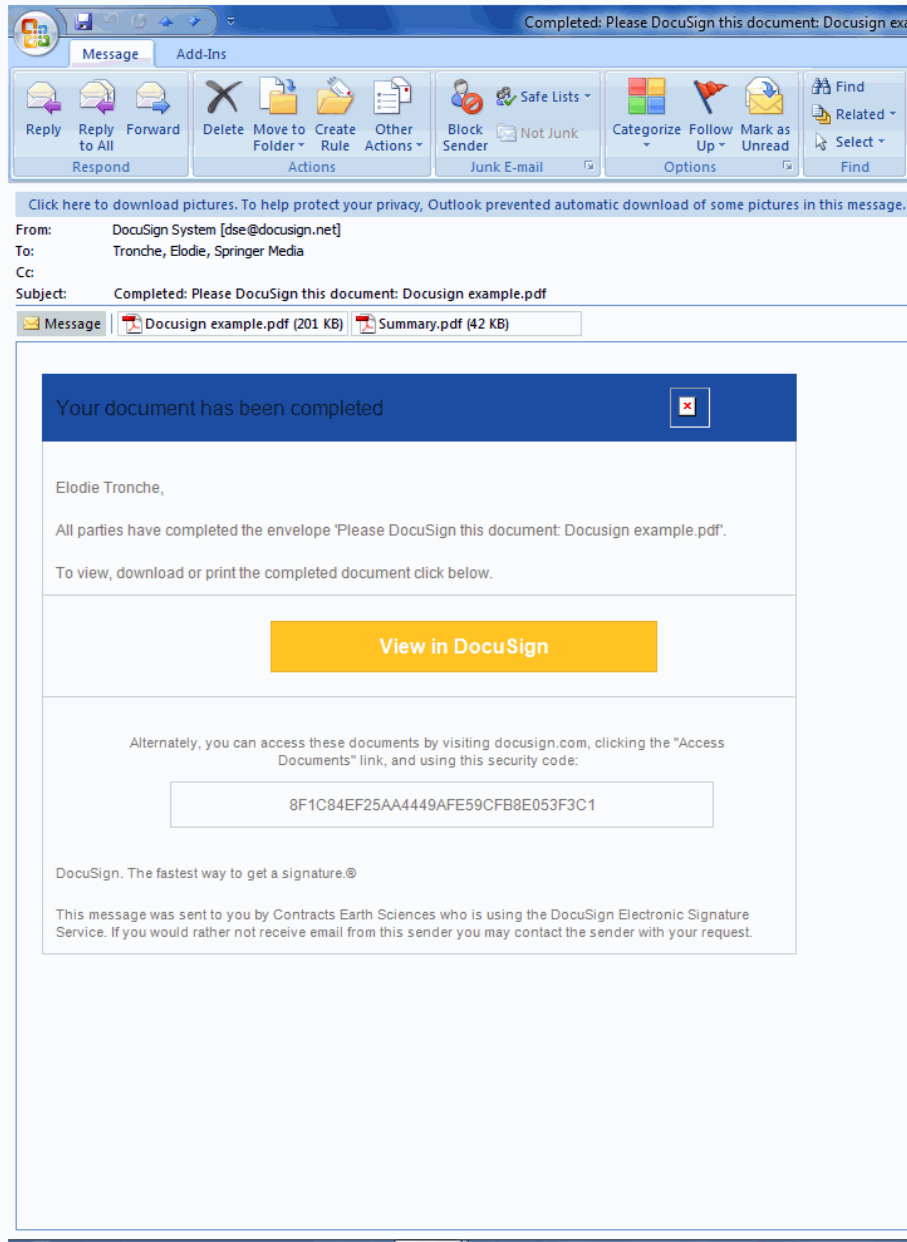 Completed: Please DocuSign this document: Docusign exa
Message Add-Ins
Reply Reply to All Forward
Respond
Delete Move to Folder Create Rule Other Actions
Actions
Block Sender Safe Lists Not Junk
Junk E-mail
Categorize Follow Up Mark as Unread
Options
Find Related Select
Find
Click here to download pictures. To help protect your privacy, Outlook prevented automatic download of some pictures in this message.
From: DocuSign System [dse@docusign.net]
To: Tronche, Elodie, Springer Media
Cc:
Subject: Completed: Please DocuSign this document: Docusign example.pdf
Message Docusign example.pdf (201 KB) Summary.pdf (42 KB)
Your document has been completed
Elodie Tronche,
All parties have completed the envelope 'Please DocuSign this document: Docusign example.pdf'.
To view, download or print the completed document click below.
View in DocuSign
Alternately, you can access these documents by visiting docusign.com, clicking the "Access
Documents" link, and using this security code:
8F1C84EF25AA4449AFE59CFB8E053F3C1
DocuSign. The fastest way to get a signature.®
This message was sent to you by Contracts Earth Sciences who is using the DocuSign Electronic Signature
Service. If you would rather not receive email from this sender you may contact the sender with your request.